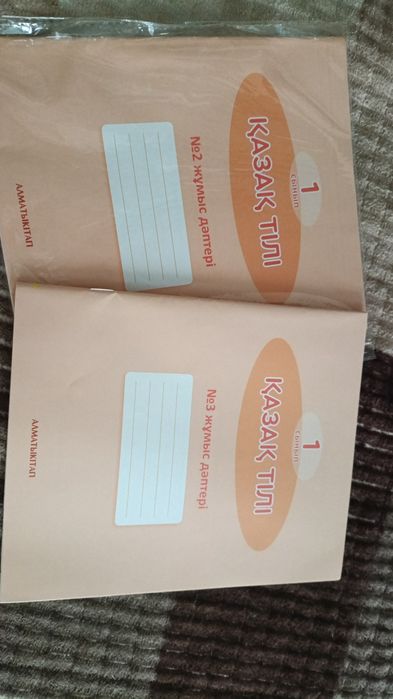 1
сынып
ҚАЗАҚ ТІЛІ
№2 жұмыс дәптері
АЛМАТЫКІТАП
1
сынып
ҚАЗАҚ ТІЛІ
№3 жұмыс дәптері
АЛМАТЫКІТАП